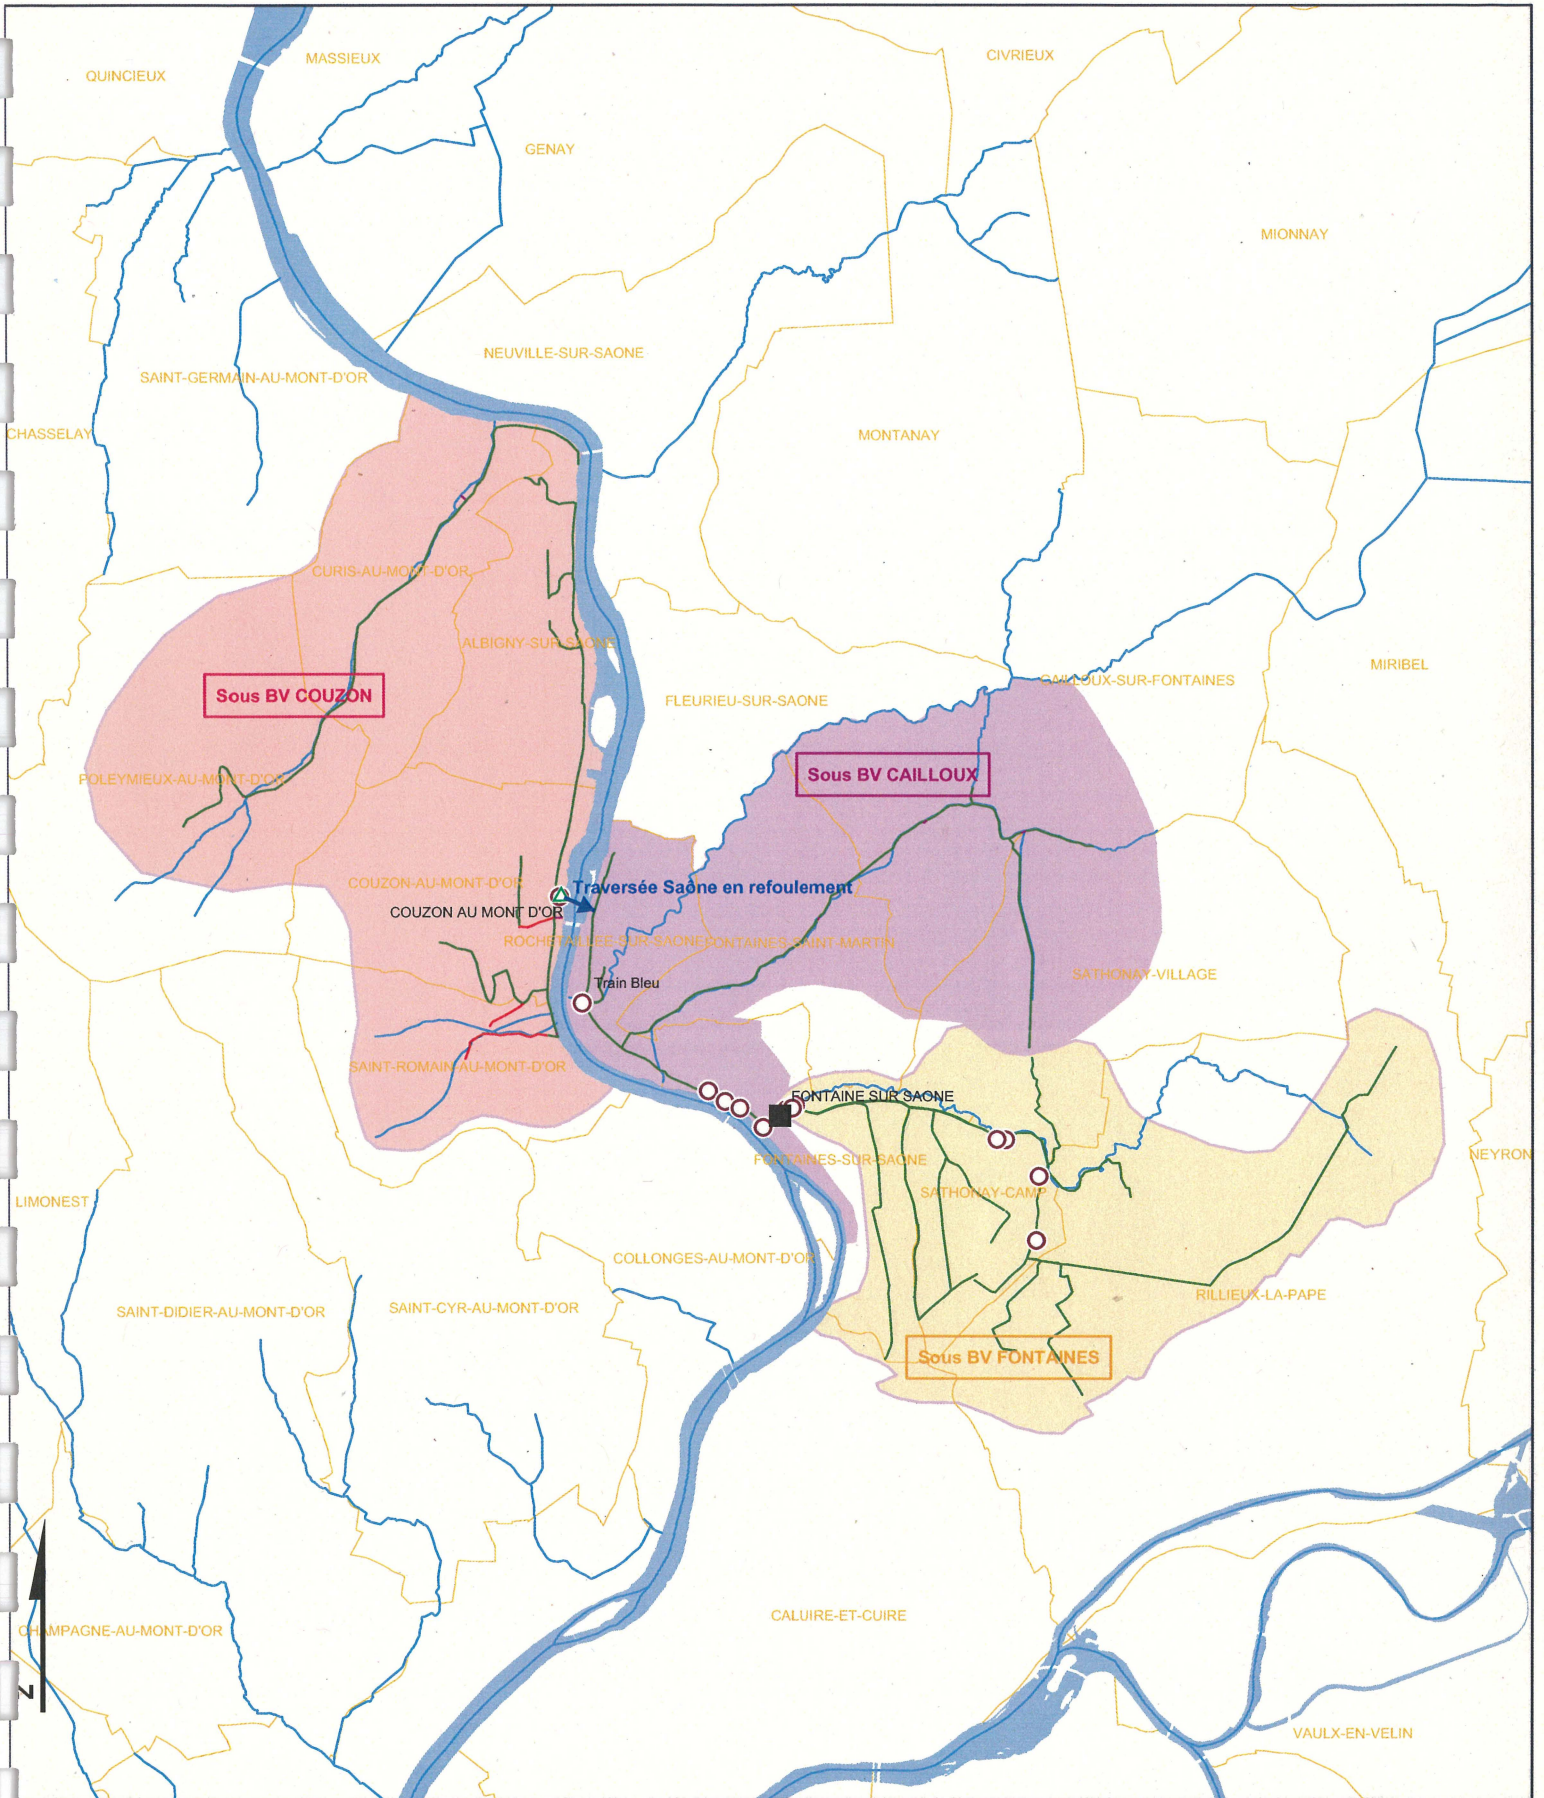 MASSIEUX
CIVRIEUX
QUINCIEUX
GENAY
MIONNAY
NEUVILLE-SUR-SAONE
SAINT-GERMAIN-AU-MONT-D'OR
CHASSELAY
MONTANAY
CURIS-AU-MONT-D'OR
ALBIGNY-SUR-SAONE
MIRIBEL
CAILLOUX-SUR-FONTAINES
Sous BV COUZON
FLEURIEU-SUR-SAONE
Sous BV CAILLOUX
POLEYMIEUX-AU-MONT-D'OR
COUZON-AU-MONT-D'OR
Traversée Saône en refoulement
COUZON AU MONT D'OR
ROCHETAILLEE-SUR-SAONE
FONTAINES-SAINT-MARTIN
SATHONAY-VILLAGE
Train Bleu
SAINT-ROMAIN-AU-MONT-D'OR
FONTAINE SUR SAONE
NEYRON
FONTAINES-SUR-SAONE
SATHONAY-CAMP
LIMONEST
COLLONGES-AU-MONT-D'OR
RILLIEUX-LA-PAPE
SAINT-DIDIER-AU-MONT-D'OR
SAINT-CYR-AU-MONT-D'OR
Sous BV FONTAINES
CALUIRE-ET-CUIRE
CHAMPAGNE-AU-MONT-D'OR
N
VAULX-EN-VELIN